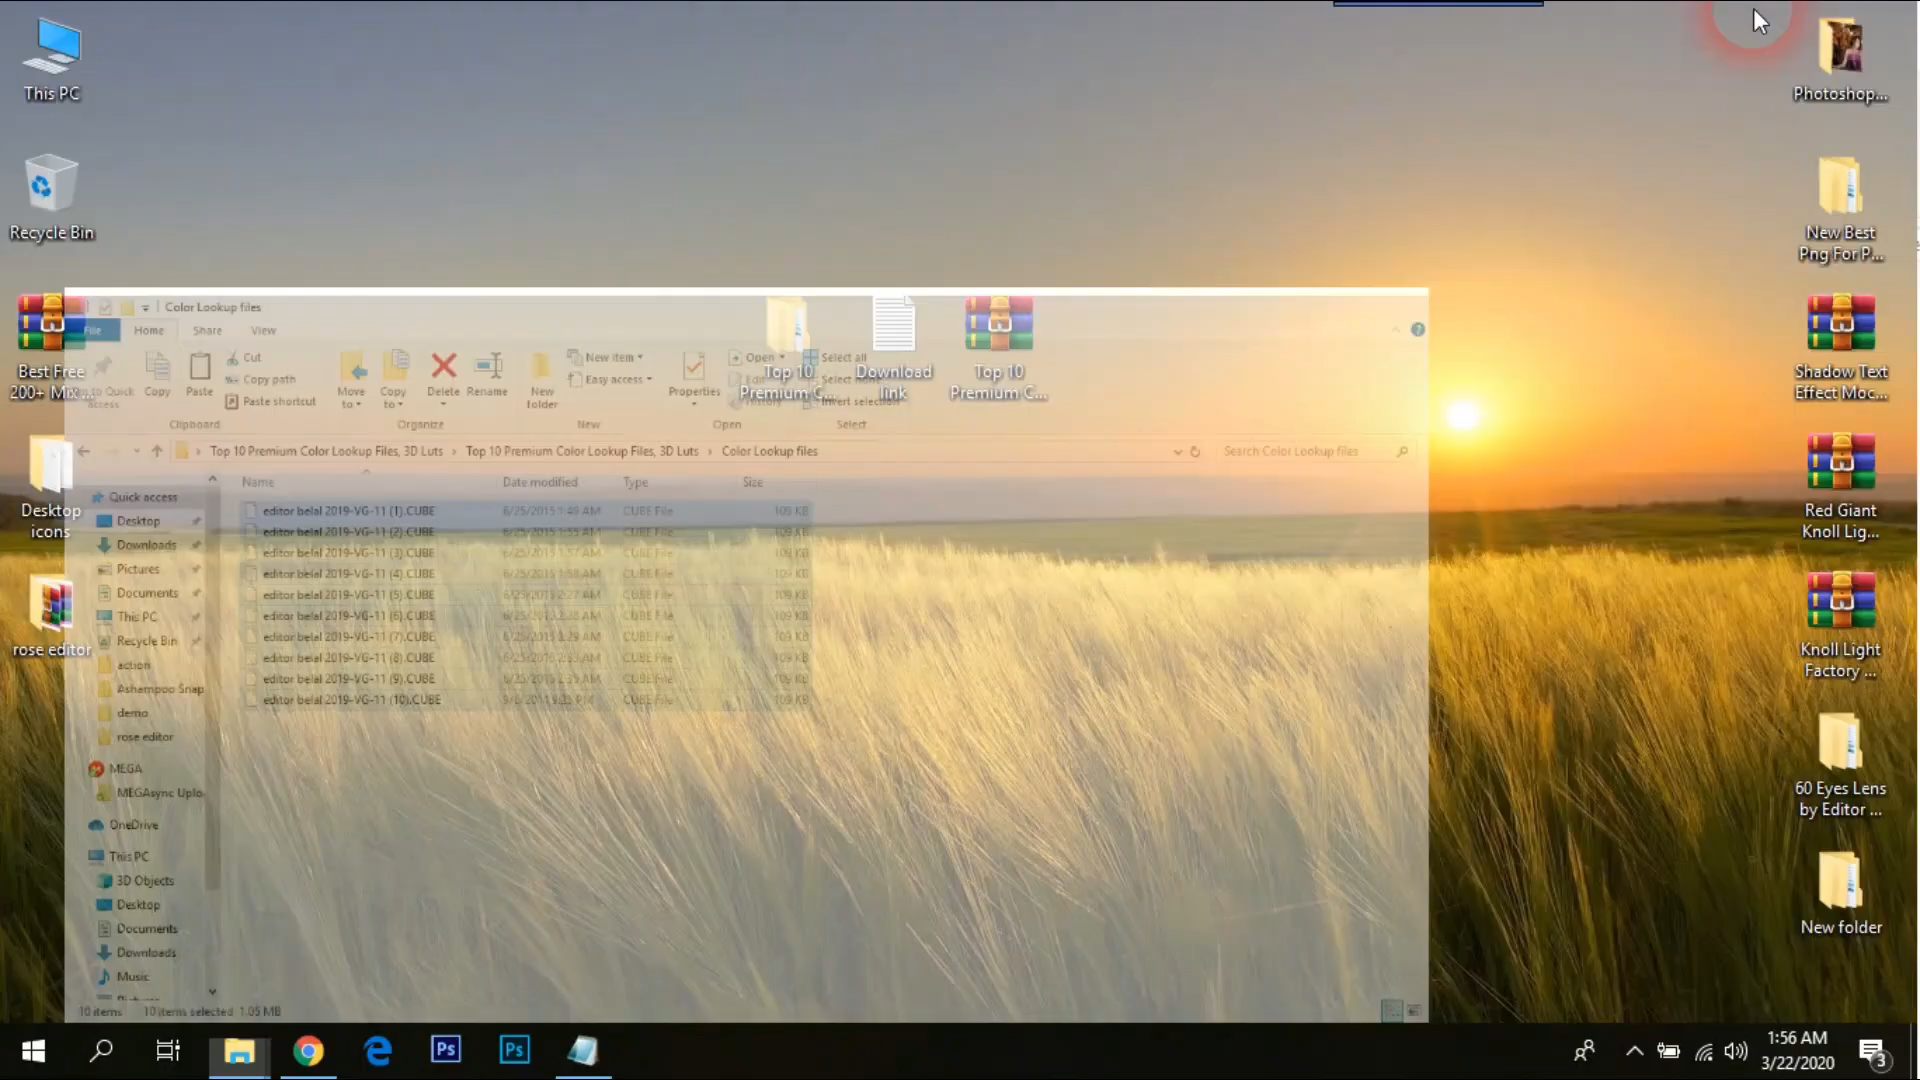 This PC
Recycle Bin
Best Free
200+ Mix...
Desktop
icons
rose editor
Color Lookup files
File
Home
Share
View
Copy
Paste
Cut
Copy path
Paste shortcut
Move
to
Copy
to
Delete
Rename
New
folder
New item
Easy access
Properties
Open
Select all
Invert selection
Clipboard
Organize
New
Open
Select
Top 10
Premium C...
Download
link
Top 10
Premium C...
Top 10 Premium Color Lookup Files, 3D Luts
Top 10 Premium Color Lookup Files, 3D Luts
Color Lookup files
Search Color Lookup files
Name
Date modified
Type
Size
editor belal 2019-VG-11 (1).CUBE
editor belal 2019-VG-11 (2).CUBE
editor belal 2019-VG-11 (3).CUBE
editor belal 2019-VG-11 (4).CUBE
editor belal 2019-VG-11 (5).CUBE
editor belal 2019-VG-11 (6).CUBE
editor belal 2019-VG-11 (7).CUBE
editor belal 2019-VG-11 (8).CUBE
editor belal 2019-VG-11 (9).CUBE
editor belal 2019-VG-11 (10).CUBE
Quick access
Desktop
Downloads
Pictures
Documents
This PC
Recycle Bin
action
Ashampoo Snap
demo
rose editor
MEGA
MEGAsync Uplo
OneDrive
This PC
3D Objects
Desktop
Documents
Downloads
Music
10 items
10 items selected 1.05 MB
Photoshop...
New Best
Png For P...
Shadow Text
Effect Moc...
Red Giant
Knoll Lig...
Knoll Light
Factory ...
60 Eyes Lens
by Editor ...
New folder
Ps
Ps
1:56 AM
3/22/2020
3